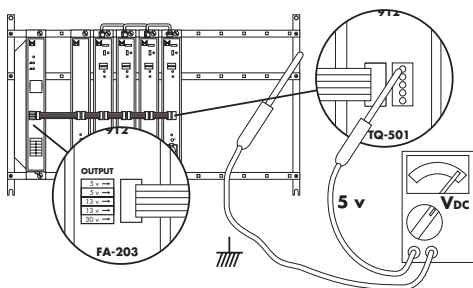 912
TQ-501
912
OUTPUT
5 v →
5 v →
13 v →
13 v →
30 v →
FA-203
5 v
VDC